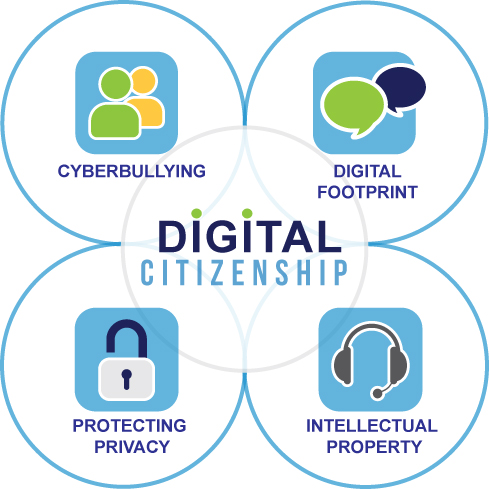 CYBERBULLYING
DIGITAL
FOOTPRINT
DiGiTAL
CITIZENSHIP
PROTECTING
PRIVACY
INTELLECTUAL
PROPERTY